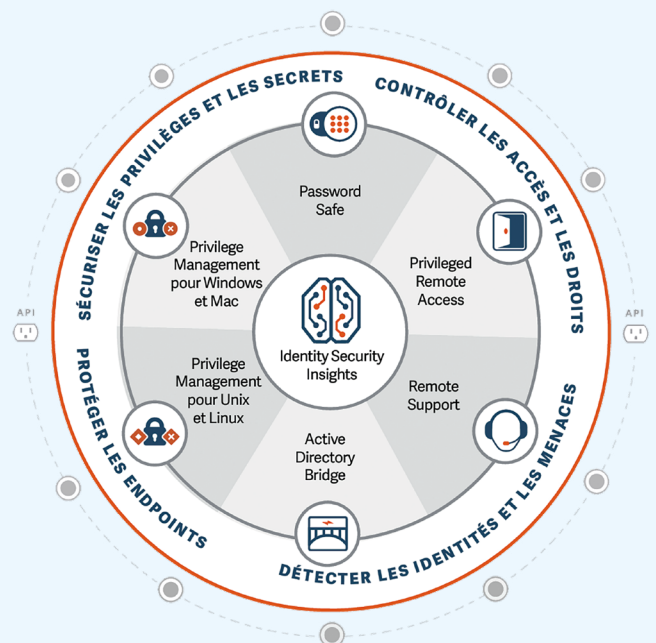 SÉCURISER LES PRIVILÈGES ET LES SECRETS
CONTRÔLER LES ACCÈS ET LES DROITS
Password
Safe
Privilege
Management
pour Windows
et Mac
Privileged
Remote
Access
API
API
Identity Security
Insights
Privilege
Management
pour Unix
et Linux
Remote
Support
Active
Directory
Bridge
PROTÉGER LES ENDPOINTS
DÉTECTER LES IDENTITÉS ET LES MENACES